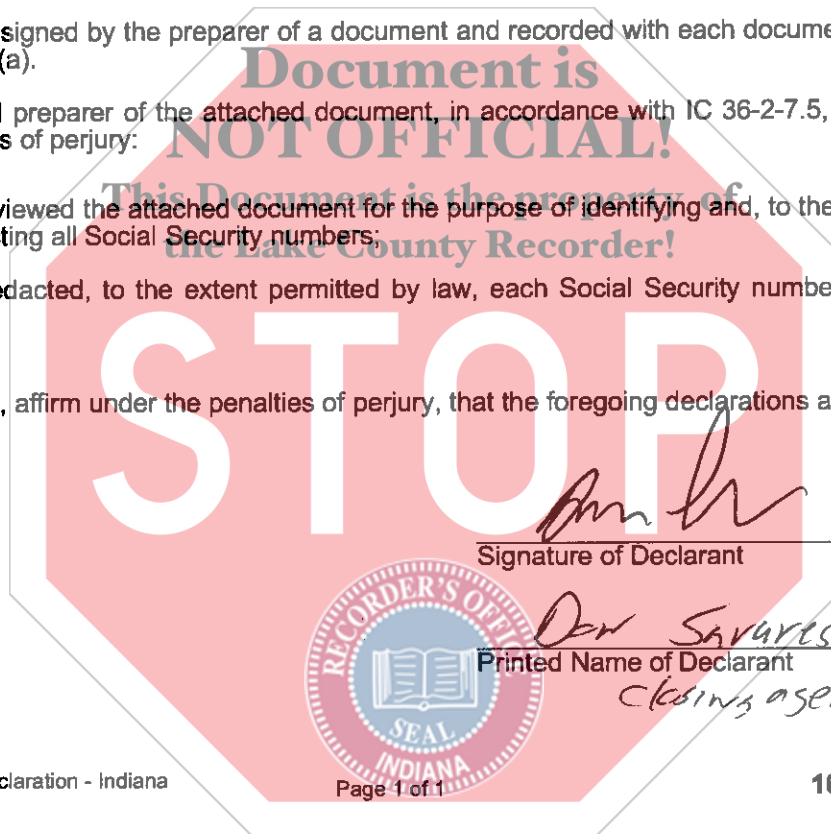 signed by the preparer of a document and recorded with each docume
(a).
Document is
preparer of the attached document, in accordance with IC 36-2-7.5,
s of perjury:
NOT OFFICIAL!
This Document is the property of
viewed the attached document for the purpose of identifying and, to the
ting all Social Security numbers;
the Lake County Recorder!
edacted, to the extent permitted by law, each Social Security numbe
STOP
, affirm under the penalties of perjury, that the foregoing declarations a
Signature of Declarant
Dan Savares
Printed Name of Declarant
closing age
RECORDER'S OFFICE
SEAL
INDIANA
claration - Indiana
Page 1 of 1